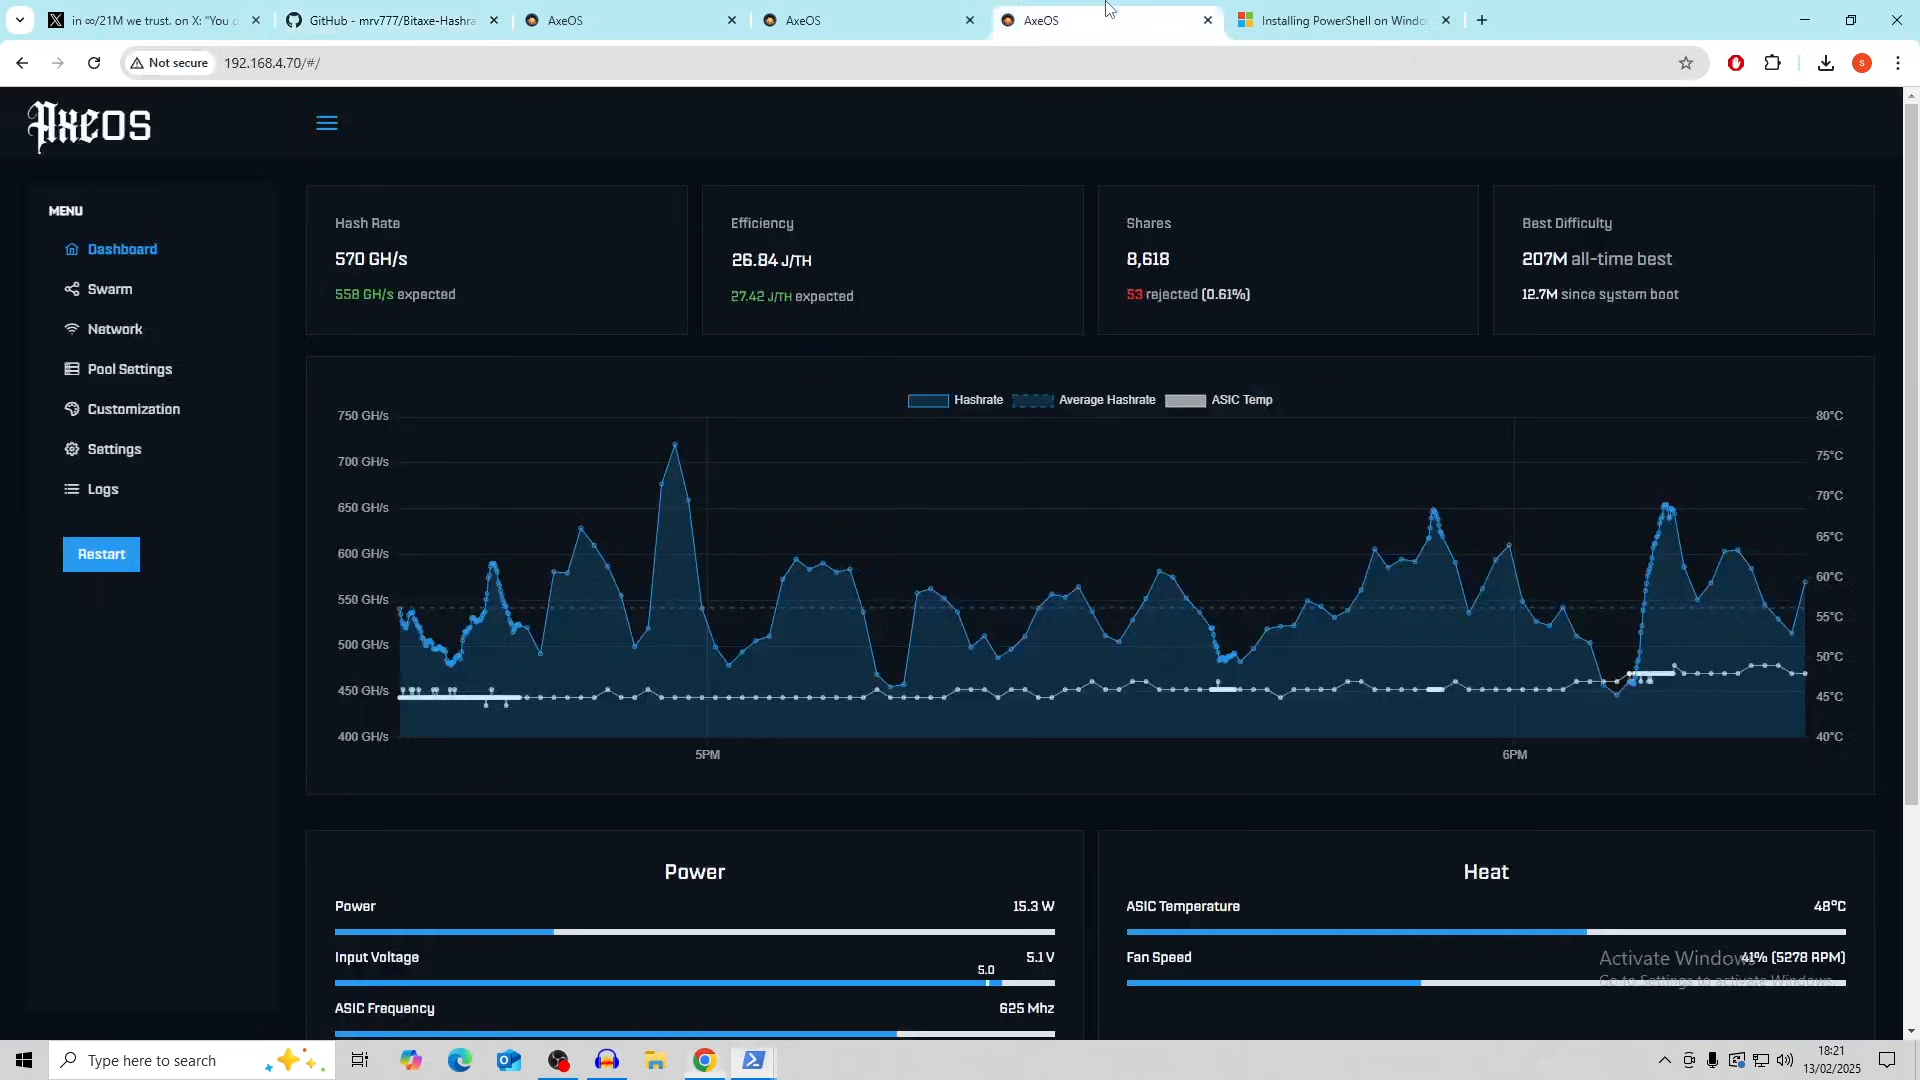 in ∞/21M we trust. on X: "You d
GitHub - mrv777/Bitaxe-Hashra
AxeOS
AxeOS
AxeOS
Installing PowerShell on Windo
Not secure
192.168.4.70/#/
S
AxeOS
MENU
Dashboard
Swarm
Network
Pool Settings
Customization
Settings
Logs
Restart
Hash Rate
570 GH/s
558 GH/s expected
Efficiency
26.84 J/TH
27.42 J/TH expected
Shares
8,618
53 rejected (0.61%)
Best Difficulty
207M all-time best
12.7M since system boot
Hashrate
Average Hashrate
ASIC Temp
750 GH/s
700 GH/s
650 GH/s
600 GH/s
550 GH/s
500 GH/s
450 GH/s
400 GH/s
80°C
75°C
70°C
65°C
60°C
55°C
50°C
45°C
40°C
5PM
6PM
Power
Power
15.3 W
Input Voltage
5.1 V
5.0
ASIC Frequency
625 Mhz
Heat
ASIC Temperature
48°C
Fan Speed
41% (5278 RPM)
Activate Windows
Go to Settings to activate Windows.
Type here to search
18:21
13/02/2025